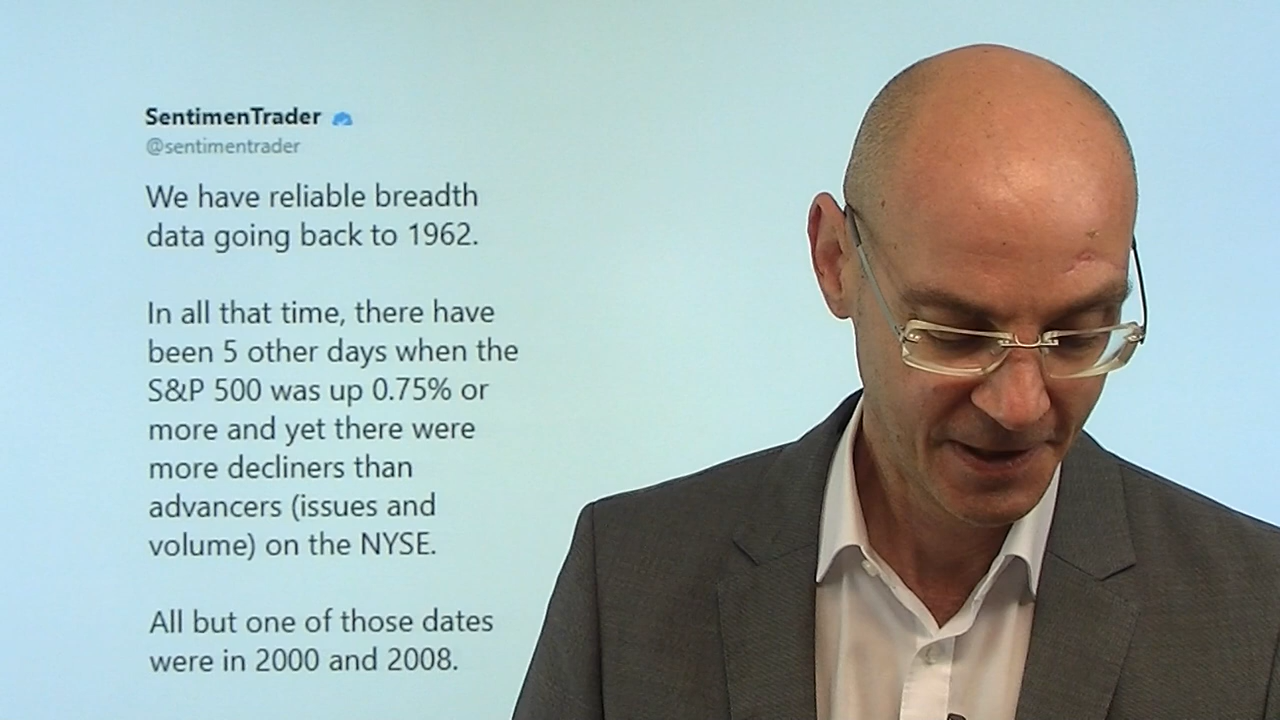 SentimenTrader
@sentimentrader
We have reliable breadth
data going back to 1962.
In all that time, there have
been 5 other days when the
S&P 500 was up 0.75% or
more and yet there were
more decliners than
advancers (issues and
volume) on the NYSE.
All but one of those dates
were in 2000 and 2008.